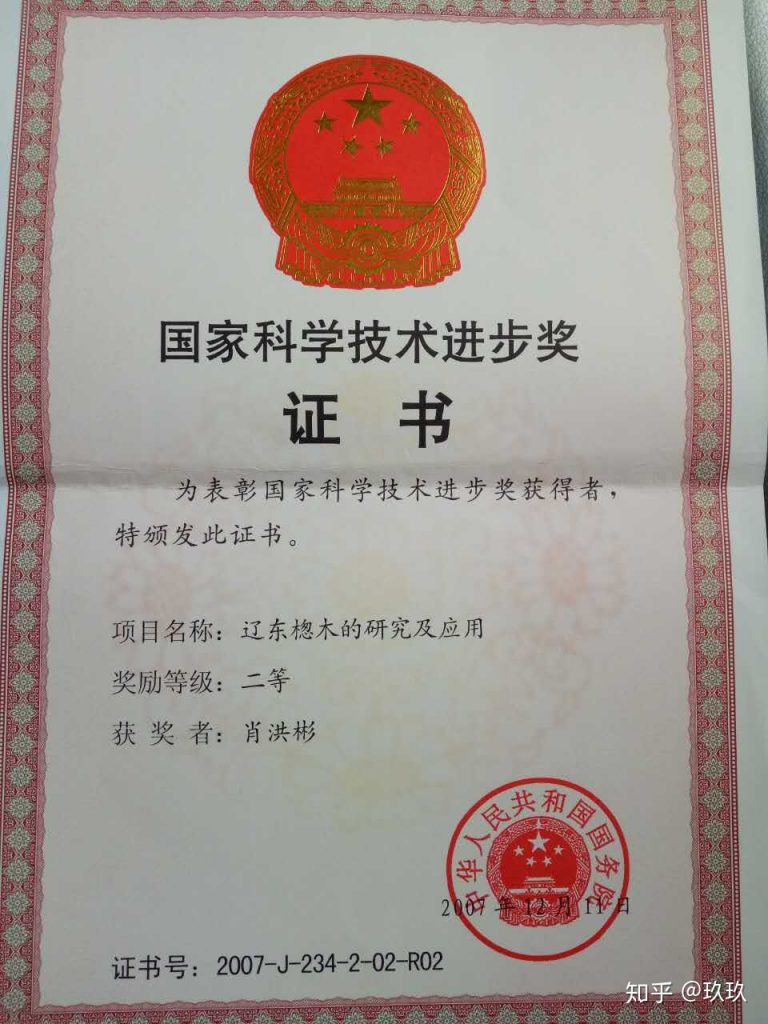 国家科学技术进步奖
证 书
为表彰国家科学技术进步奖获得者，
特颁发此证书。
项目名称：辽东楤木的研究及应用
奖励等级：二等
获 奖 者：肖洪彬
中华人民共和国国务院
2007年12月11日
证书号：2007-J-234-2-02-R02
知乎 @玖玖